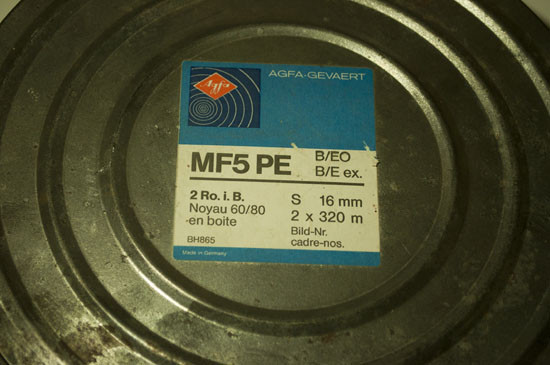 AGFA-GEVAERT
Agfa
MF5 PE
B/EO
B/E ex.
2 Ro. i. B.
Noyau 60/80
en boite
BH865
S 16 mm
2 x 320 m
Bild-Nr.
cadre-nos.
Made in Germany